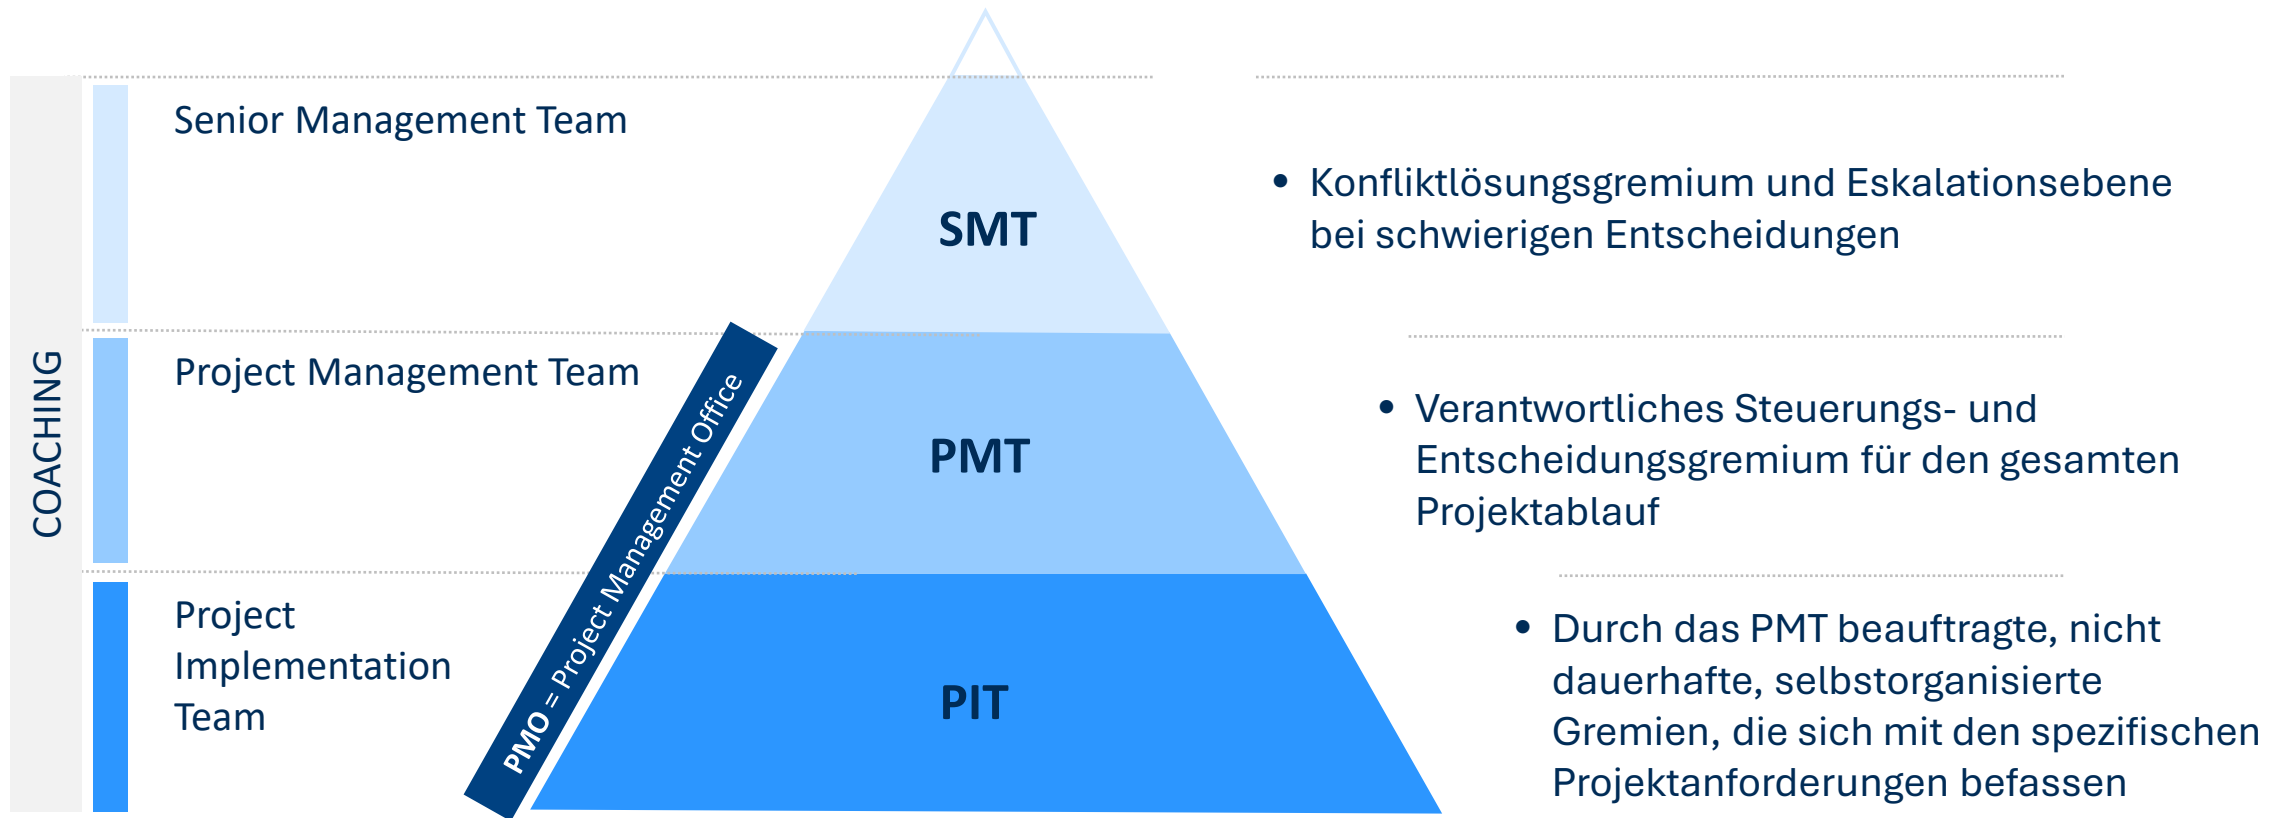 COACHING
Senior Management Team
SMT
• Konfliktlösungsgremium und Eskalationsebene
bei schwierigen Entscheidungen
Project Management Team
PMO = Project Management Office
PMT
• Verantwortliches Steuerungs- und
Entscheidungsgremium für den gesamten
Projektablauf
Project
Implementation
Team
PIT
• Durch das PMT beauftragte, nicht
dauerhafte, selbstorganisierte
Gremien, die sich mit den spezifischen
Projektanforderungen befassen